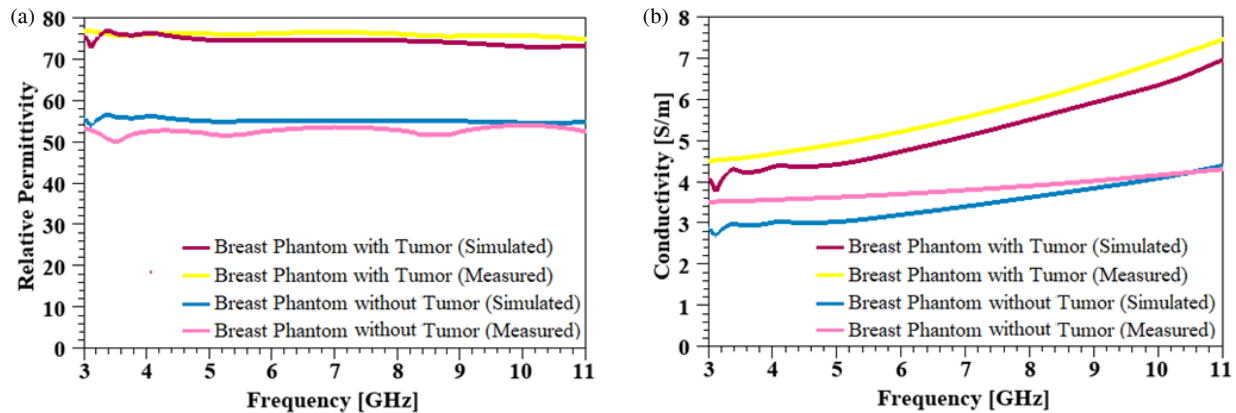 (a)
80
70
60
50
40
30
20
10
0
Relative Permittivity
Breast Phantom with Tumor (Simulated)
Breast Phantom with Tumor (Measured)
Breast Phantom without Tumor (Simulated)
Breast Phantom without Tumor (Measured)
3 4 5 6 7 8 9 10 11
Frequency [GHz]
(b)
8
7
6
5
4
3
2
1
0
Conductivity [S/m]
Breast Phantom with Tumor (Simulated)
Breast Phantom with Tumor (Measured)
Breast Phantom without Tumor (Simulated)
Breast Phantom without Tumor (Measured)
3 4 5 6 7 8 9 10 11
Frequency [GHz]